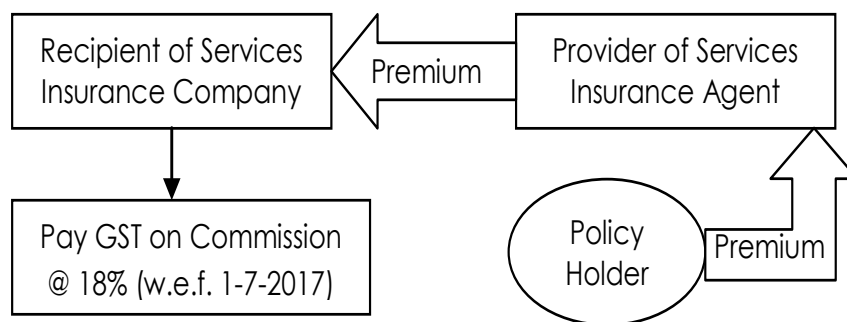 Recipient of Services
Insurance Company
Premium
Provider of Services
Insurance Agent
Pay GST on Commission
@ 18% (w.e.f. 1-7-2017)
Policy
Holder
Premium